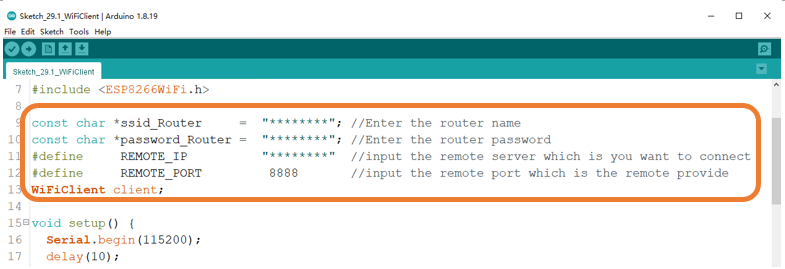 Sketch_29.1_WiFiClient | Arduino 1.8.19
File Edit Sketch Tools Help
Sketch_29.1_WiFiClient
7 #include <ESP8266WiFi.h>
8
9 const char *ssid_Router = "********"; //Enter the router name
10 const char *password_Router = "********"; //Enter the router password
11 #define REMOTE_IP "********" //input the remote server which is you want to connect
12 #define REMOTE_PORT 8888 //input the remote port which is the remote provide
13 WiFiClient client;
14
15 void setup() {
16 Serial.begin(115200);
17 delay(10);